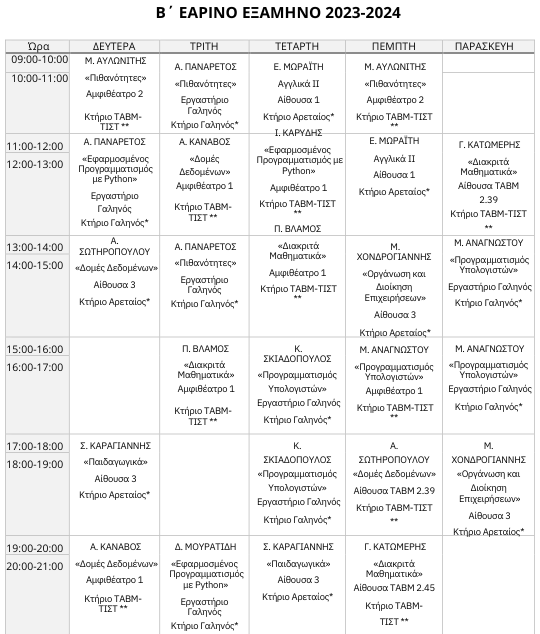 Β΄ ΕΑΡΙΝΟ ΕΞΑΜΗΝΟ 2023-2024
Ώρα ΔΕΥΤΕΡΑ ΤΡΙΤΗ ΤΕΤΑΡΤΗ ΠΕΜΠΤΗ ΠΑΡΑΣΚΕΥΗ
09:00-10:00
10:00-11:00
Μ. ΑΥΛΩΝΙΤΗΣ
«Πιθανότητες»
Αμφιθέατρο 2
Κτήριο ΤΑΒΜ-
ΤΙΣΤ **
Α. ΠΑΝΑΡΕΤΟΣ
«Πιθανότητες»
Εργαστήριο
Γαληνός
Κτήριο Γαληνός*
Ε. ΜΩΡΑΪΤΗ
Αγγλικά ΙΙ
Αίθουσα 1
Κτήριο Αρεταίος*
Μ. ΑΥΛΩΝΙΤΗΣ
«Πιθανότητες»
Αμφιθέατρο 2
Κτήριο ΤΑΒΜ-ΤΙΣΤ
**
11:00-12:00
12:00-13:00
Α. ΠΑΝΑΡΕΤΟΣ
«Εφαρμοσμένος
Προγραμματισμός
με Python»
Εργαστήριο
Γαληνός
Κτήριο Γαληνός*
Α. ΚΑΝΑΒΟΣ
«Δομές
Δεδομένων»
Αμφιθέατρο 1
Κτήριο ΤΑΒΜ-
ΤΙΣΤ **
Ι. ΚΑΡΥΔΗΣ
«Εφαρμοσμένος
Προγραμματισμός με
Python»
Αμφιθέατρο 1
Κτήριο ΤΑΒΜ-ΤΙΣΤ
**
Ε. ΜΩΡΑΪΤΗ
Αγγλικά ΙΙ
Αίθουσα 1
Κτήριο Αρεταίος*
Γ. ΚΑΤΩΜΕΡΗΣ
«Διακριτά
Μαθηματικά»
Αίθουσα ΤΑΒΜ
2.39
Κτήριο ΤΑΒΜ-ΤΙΣΤ
**
13:00-14:00
14:00-15:00
Α.
ΣΩΤΗΡΟΠΟΥΛΟΥ
«Δομές Δεδομένων»
Αίθουσα 3
Κτήριο Αρεταίος*
Α. ΠΑΝΑΡΕΤΟΣ
«Πιθανότητες»
Εργαστήριο
Γαληνός
Κτήριο Γαληνός*
Π. ΒΛΑΜΟΣ
«Διακριτά
Μαθηματικά»
Αμφιθέατρο 1
Κτήριο ΤΑΒΜ-ΤΙΣΤ
**
Μ.
ΧΟΝΔΡΟΓΙΑΝΝΗΣ
«Οργάνωση και
Διοίκηση
Επιχειρήσεων»
Αίθουσα 3
Κτήριο Αρεταίος*
Μ. ΑΝΑΓΝΩΣΤΟΥ
«Προγραμματισμός
Υπολογιστών»
Εργαστήριο Γαληνός
Κτήριο Γαληνός*
15:00-16:00
16:00-17:00
Π. ΒΛΑΜΟΣ
«Διακριτά
Μαθηματικά»
Αμφιθέατρο 1
Κτήριο ΤΑΒΜ-
ΤΙΣΤ **
Κ.
ΣΚΙΑΔΟΠΟΥΛΟΣ
«Προγραμματισμός
Υπολογιστών»
Εργαστήριο Γαληνός
Κτήριο Γαληνός*
Μ. ΑΝΑΓΝΩΣΤΟΥ
«Προγραμματισμός
Υπολογιστών»
Αμφιθέατρο 1
Κτήριο ΤΑΒΜ-ΤΙΣΤ
**
Μ. ΑΝΑΓΝΩΣΤΟΥ
«Προγραμματισμός
Υπολογιστών»
Εργαστήριο Γαληνός
Κτήριο Γαληνός*
17:00-18:00
18:00-19:00
Σ. ΚΑΡΑΓΙΑΝΝΗΣ
«Παιδαγωγικά»
Αίθουσα 3
Κτήριο Αρεταίος*
Κ.
ΣΚΙΑΔΟΠΟΥΛΟΣ
«Προγραμματισμός
Υπολογιστών»
Εργαστήριο Γαληνός
Κτήριο Γαληνός*
Α.
ΣΩΤΗΡΟΠΟΥΛΟΥ
«Δομές Δεδομένων»
Αίθουσα ΤΑΒΜ 2.39
Κτήριο ΤΑΒΜ-ΤΙΣΤ
**
Μ.
ΧΟΝΔΡΟΓΙΑΝΝΗΣ
«Οργάνωση και
Διοίκηση
Επιχειρήσεων»
Αίθουσα 3
Κτήριο Αρεταίος*
19:00-20:00
20:00-21:00
Α. ΚΑΝΑΒΟΣ
«Δομές Δεδομένων»
Αμφιθέατρο 1
Κτήριο ΤΑΒΜ-
ΤΙΣΤ **
Δ. ΜΟΥΡΑΤΙΔΗ
«Εφαρμοσμένος
Προγραμματισμός
με Python»
Εργαστήριο
Γαληνός
Κτήριο Γαληνός*
Σ. ΚΑΡΑΓΙΑΝΝΗΣ
«Παιδαγωγικά»
Αίθουσα 3
Κτήριο Αρεταίος*
Γ. ΚΑΤΩΜΕΡΗΣ
«Διακριτά
Μαθηματικά»
Αίθουσα ΤΑΒΜ 2.45
Κτήριο ΤΑΒΜ-
ΤΙΣΤ **